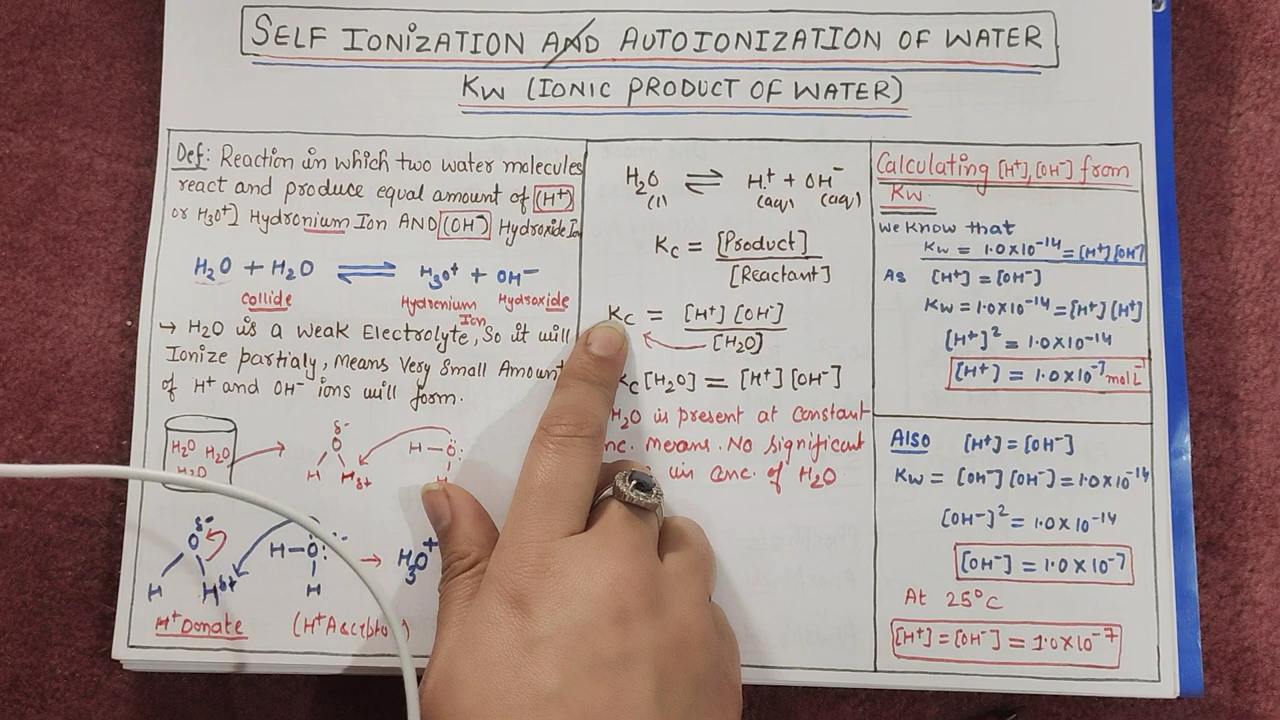 SELF IONIZATION AND AUTOIONIZATION OF WATER
KW (IONIC PRODUCT OF WATER)
Def: Reaction in which two water molecules
react and produce equal amount of (H+)
or H3O+] Hydronium Ion AND (OH-) Hydroxide Ion
H2O + H2O ⇌ H3O+ + OH-
collide
Hydronium Ion
Hydroxide
→ H2O is a weak Electrolyte, So it will
Ionize partialy, Means Very Small Amount
of H+ and OH- ions will form.
H2O H2O
H2O
δ-
O
H
Hδ+
H-O:
H
δ-
O
H
Hδ+
H-O:
H
→ H3O+
H+ Donate
H2O ⇌ H+ + OH-
(l) (aq) (aq)
Kc = [Product]
[Reactant]
Kc = [H+] [OH-]
[H2O]
Kc [H2O] = [H+] [OH-]
H2O is present at Constant
means. No significant
in conc. of H2O
Calculating [H+], [OH-] from
Kw.
we know that
Kw = 1.0×10-14 = [H+] [OH-]
As [H+] = [OH-]
Kw = 1.0×10-14 = [H+] [H+]
[H+]2 = 1.0×10-14
[H+] = 1.0×10-7 mol L-
Also [H+] = [OH-]
Kw = [OH-] [OH-] = 1.0×10-14
[OH-]2 = 1.0×10-14
[OH-] = 1.0×10-7
At 25°C
[H+] = [OH-] = 1.0×10-7